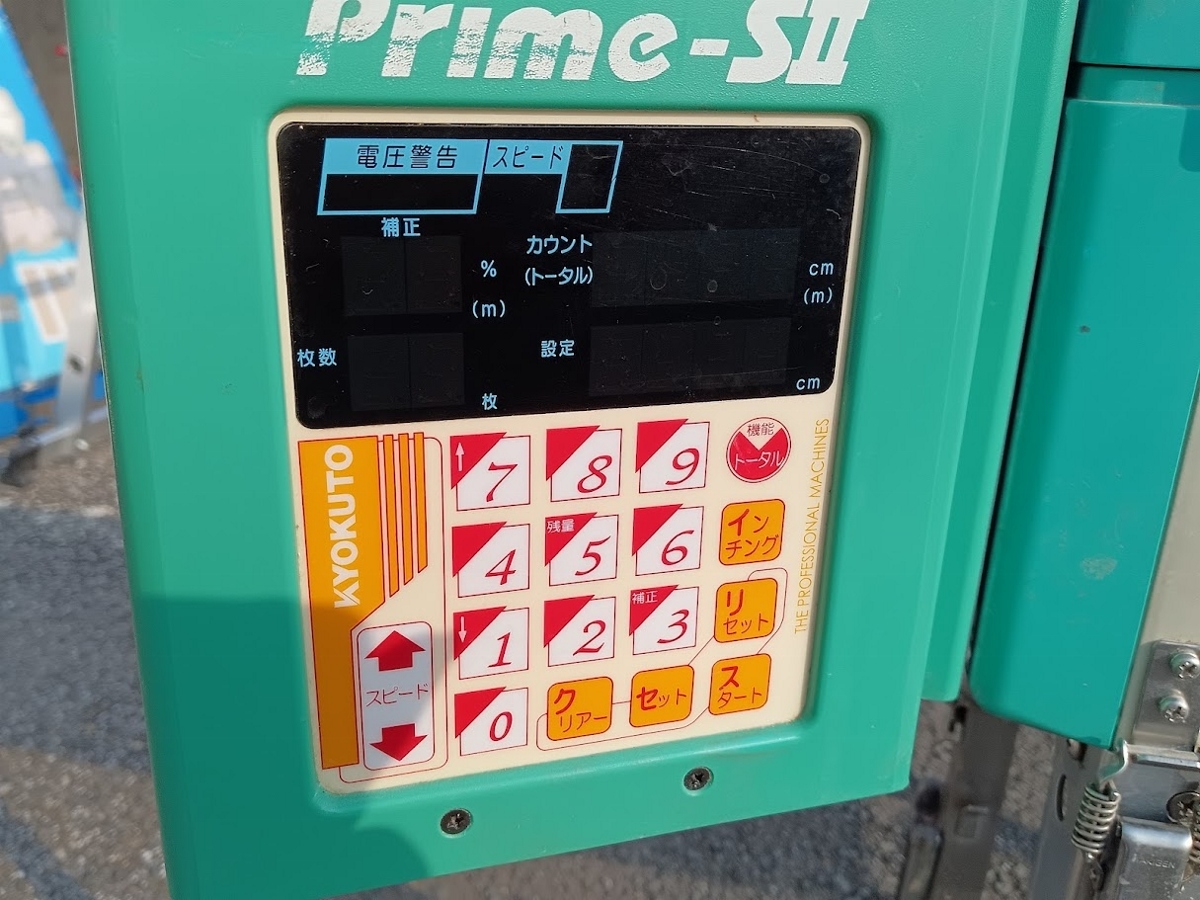 Prime-SII
電圧警告 スピード
補正
カウント
% cm
(トータル)
(m) (m)
枚数 設定
枚 cm
KYOKUTO
↑ 7 8 9 機能
トータル
4 残量 5 6 インチング
↓ 1 2 補正 3 リセット
スピード
0 クリアー セット スタート
THE PROFESSIONAL MACHINES